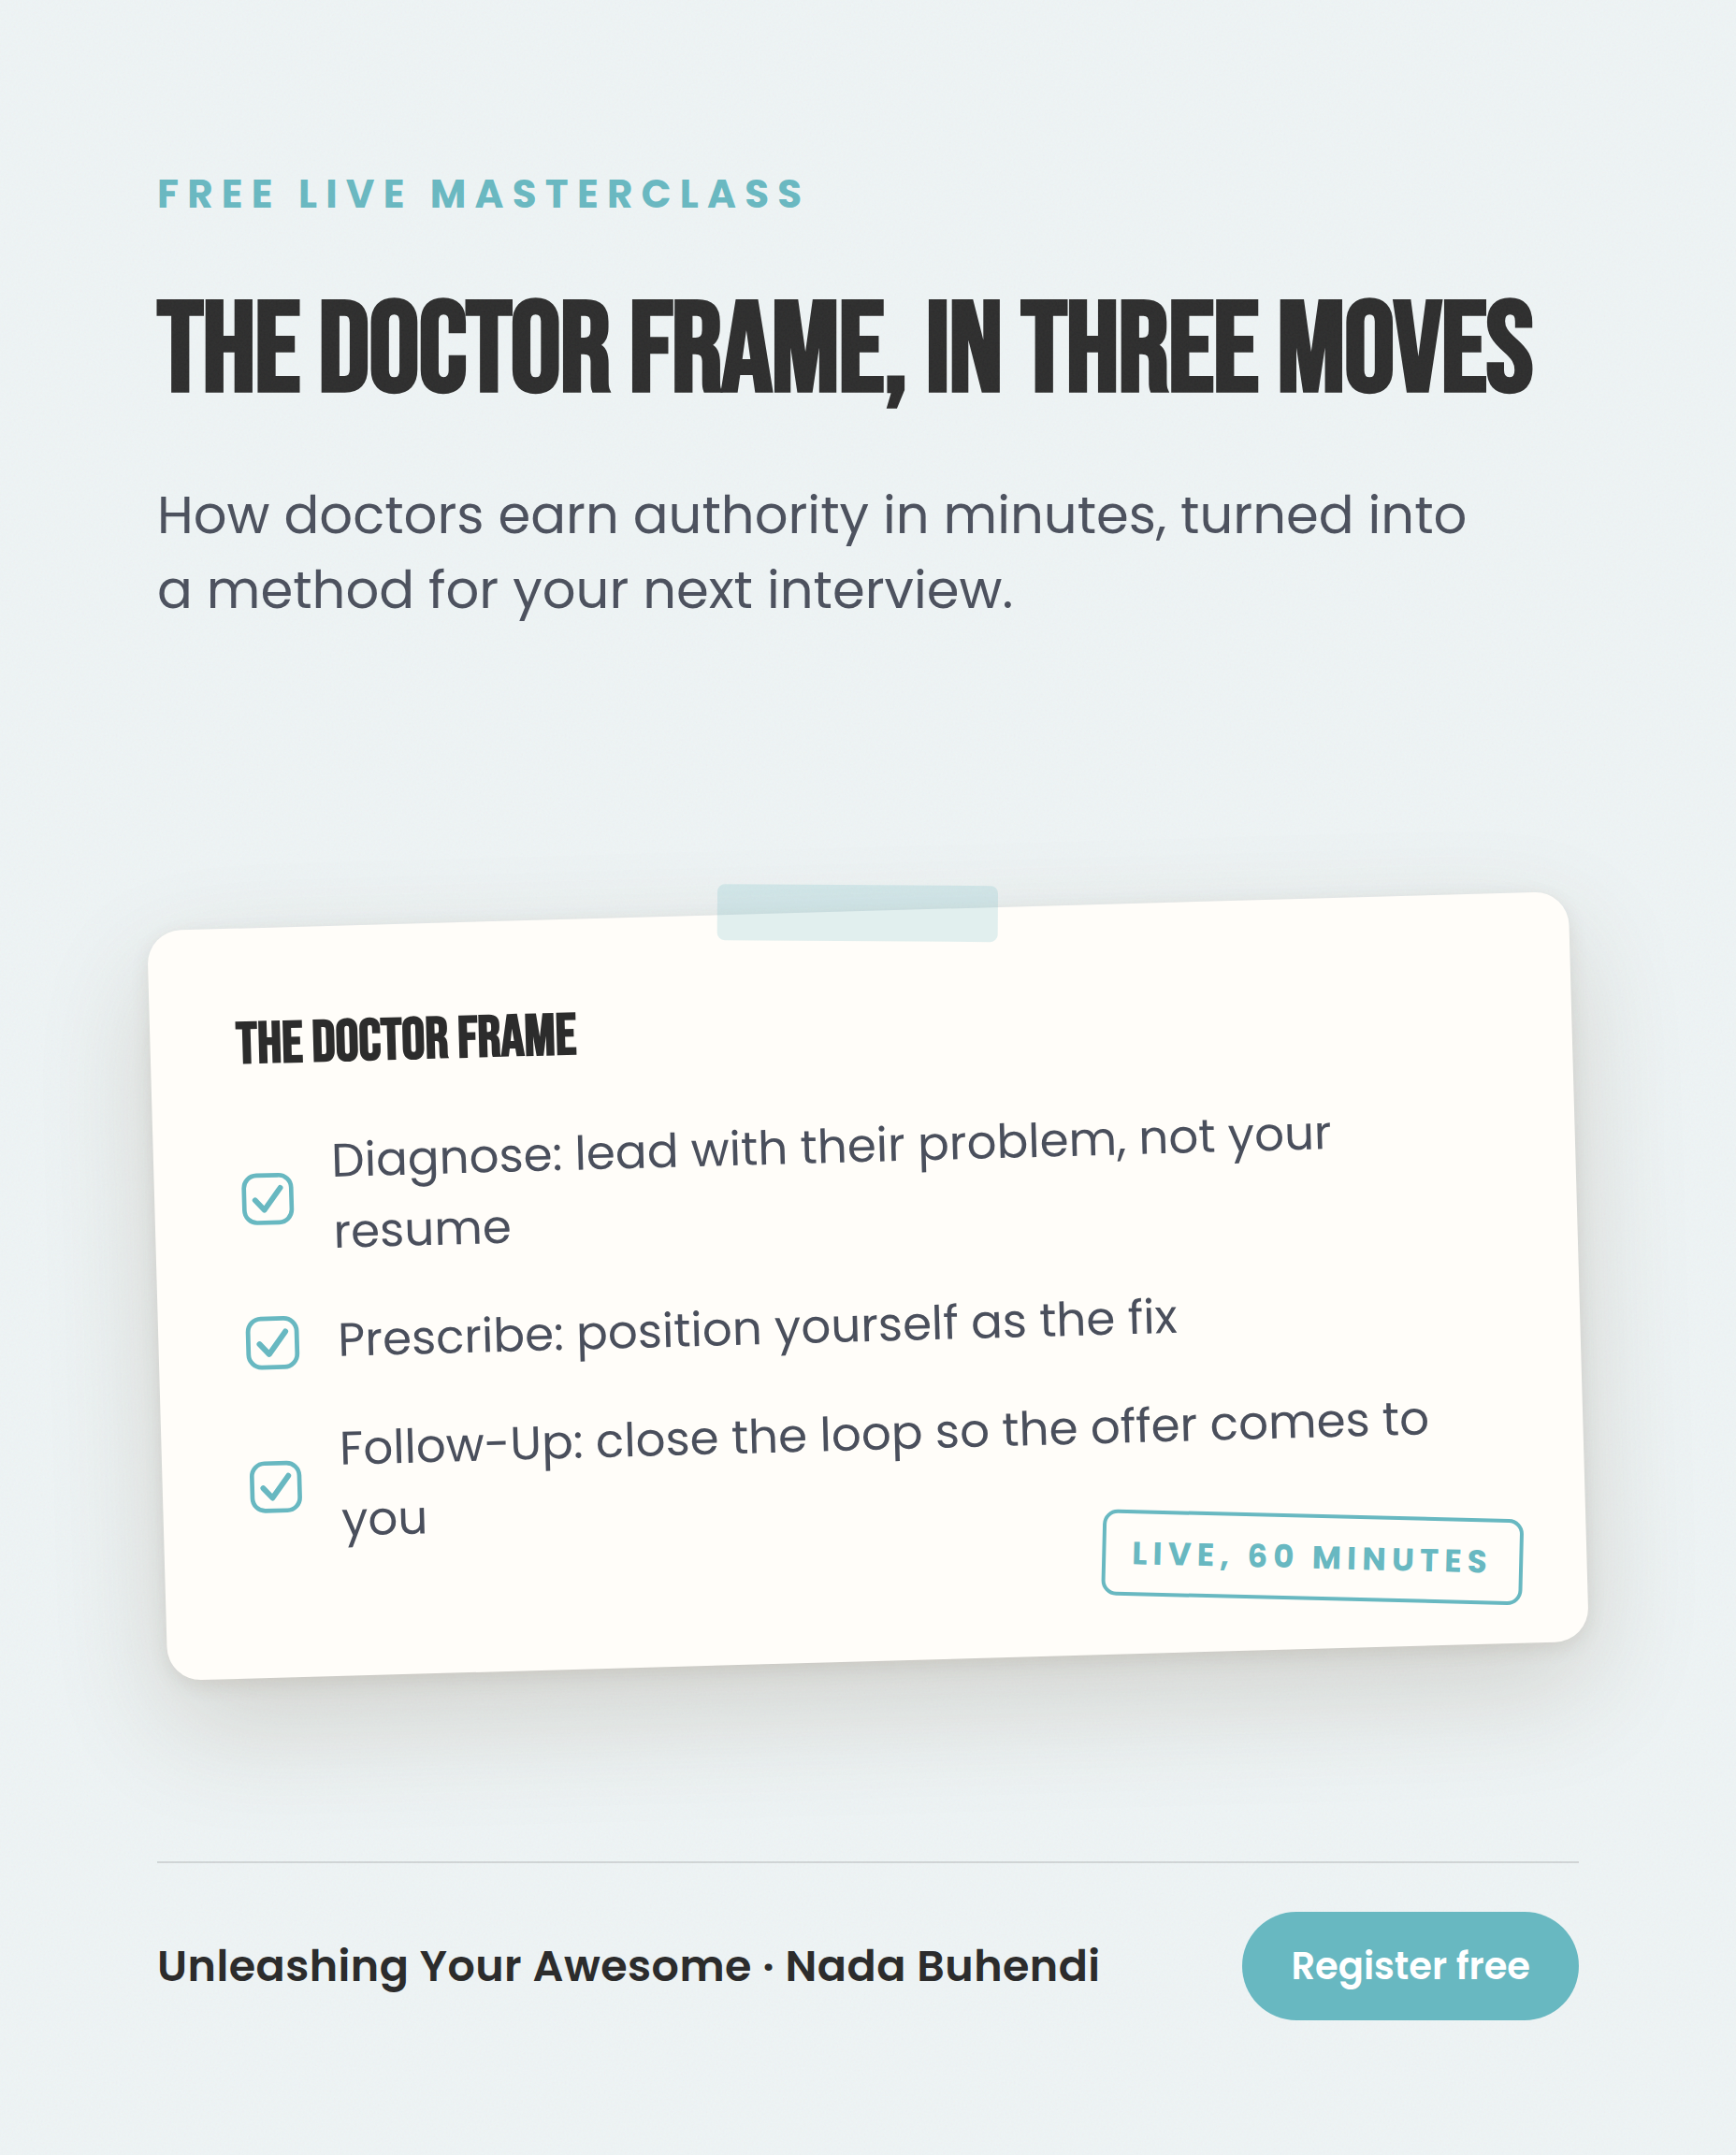 FREE LIVE MASTERCLASS
THE DOCTOR FRAME, IN THREE MOVES
How doctors earn authority in minutes, turned into
a method for your next interview.
THE DOCTOR FRAME
Diagnose: lead with their problem, not your
resume
Prescribe: position yourself as the fix
Follow-Up: close the loop so the offer comes to
you
LIVE, 60 MINUTES
Unleashing Your Awesome · Nada Buhendi
Register free